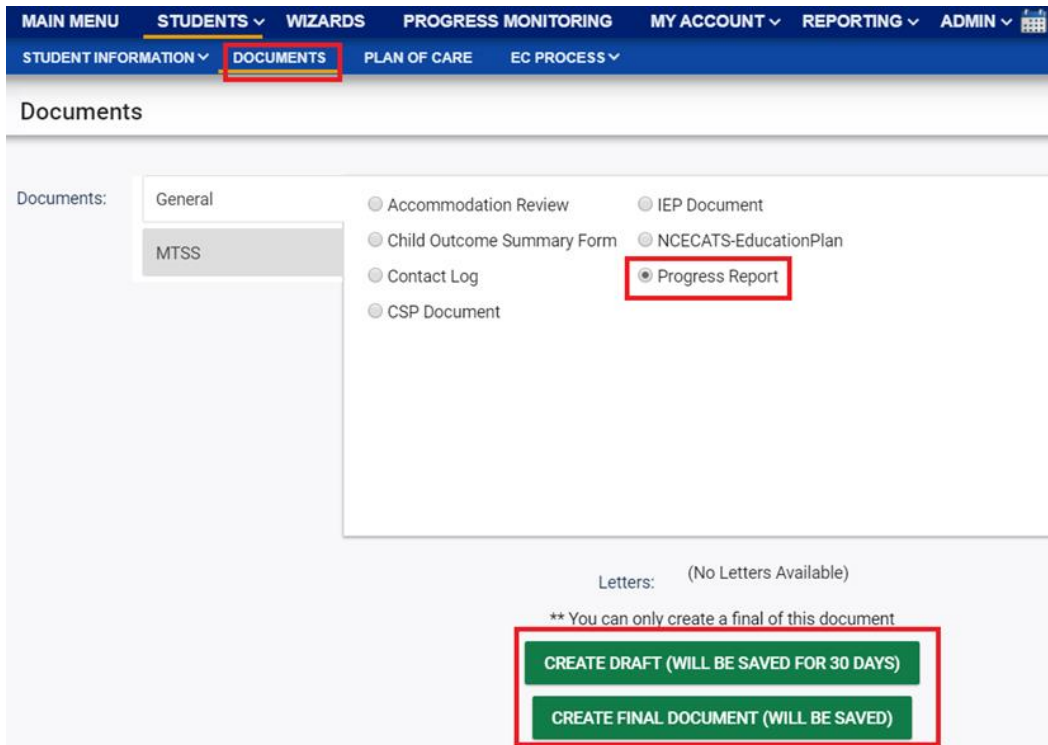 MAIN MENU STUDENTS WIZARDS PROGRESS MONITORING MY ACCOUNT REPORTING ADMIN
STUDENT INFORMATION DOCUMENTS PLAN OF CARE EC PROCESS
Documents
Documents:
General
MTSS
Accommodation Review IEP Document
Child Outcome Summary Form NCECATS-EducationPlan
Contact Log Progress Report
CSP Document
Letters: (No Letters Available)
** You can only create a final of this document
CREATE DRAFT (WILL BE SAVED FOR 30 DAYS)
CREATE FINAL DOCUMENT (WILL BE SAVED)